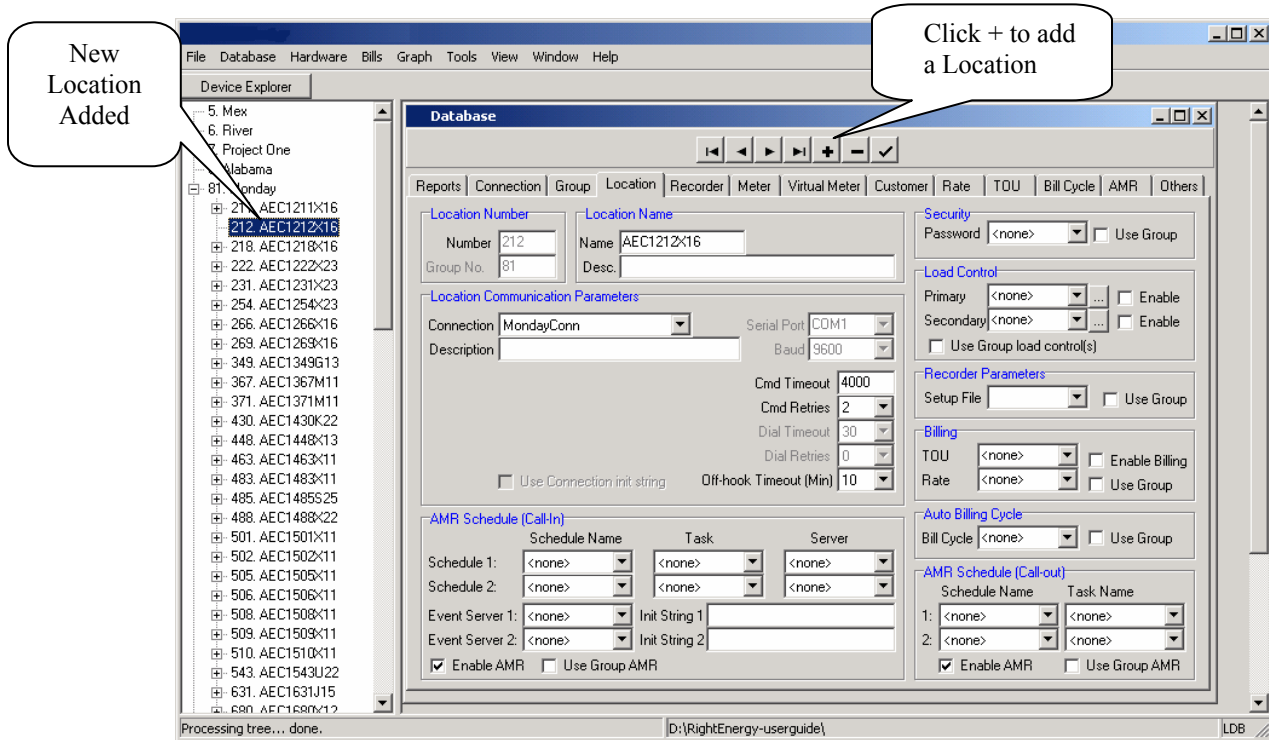 New
Location
Added
Click + to add
a Location
File Database Hardware Bills Graph Tools View Window Help
Device Explorer
5. Mex
6. River
7. Project One
Alabama
81. Monday
AEC1211X16
212. AEC1212X16
218. AEC1218X16
222. AEC1222X23
231. AEC1231X23
254. AEC1254X23
266. AEC1266X16
269. AEC1269X16
349. AEC1349G13
367. AEC1367M11
371. AEC1371M11
430. AEC1430K22
448. AEC1448X13
463. AEC1463X11
483. AEC1483X11
485. AEC1485S25
488. AEC1488X22
501. AEC1501X11
502. AEC1502X11
505. AEC1505X11
506. AEC1506X11
508. AEC1508X11
509. AEC1509X11
510. AEC1510X11
543. AEC1543U22
631. AEC1631J15
680. AEC1680X12
Database
Reports Connection Group Location Recorder Meter Virtual Meter Customer Rate TOU Bill Cycle AMR Others
Location Number
Number 212
Group No. 81
Location Name
Name AEC1212X16
Desc.
Location Communication Parameters
Connection MondayConn
Serial Port COM1
Description
Baud 9600
Cmd Timeout 4000
Cmd Retries 2
Dial Timeout 30
Dial Retries 0
Use Connection init string
Off-hook Timeout (Min) 10
AMR Schedule (Call-In)
Schedule Name Task Server
Schedule 1: <none> <none> <none>
Schedule 2: <none> <none> <none>
Event Server 1: <none> Init String 1
Event Server 2: <none> Init String 2
Enable AMR Use Group AMR
Security
Password <none> Use Group
Load Control
Primary <none> ... Enable
Secondary <none> ... Enable
Use Group load control(s)
Recorder Parameters
Setup File Use Group
Billing
TOU <none> Enable Billing
Rate <none> Use Group
Auto Billing Cycle
Bill Cycle <none> Use Group
AMR Schedule (Call-out)
Schedule Name Task Name
1: <none> <none>
2: <none> <none>
Enable AMR Use Group AMR
Processing tree... done.
D:\RightEnergy-userguide\
LDB